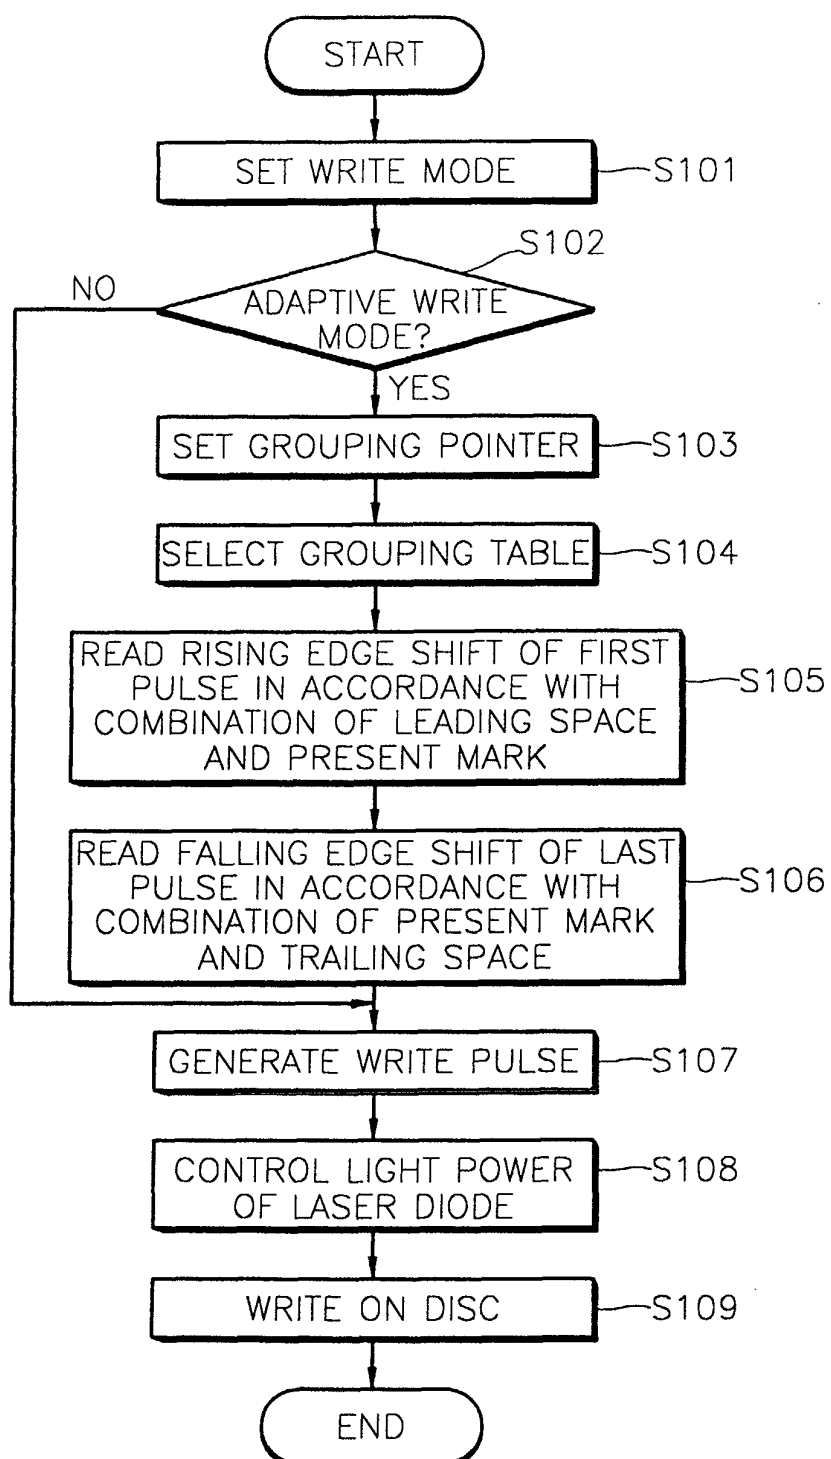 START
SET WRITE MODE
S101
S102
NO
ADAPTIVE WRITE
MODE?
YES
SET GROUPING POINTER
S103
SELECT GROUPING TABLE
S104
READ RISING EDGE SHIFT OF FIRST
PULSE IN ACCORDANCE WITH
COMBINATION OF LEADING SPACE
AND PRESENT MARK
S105
READ FALLING EDGE SHIFT OF LAST
PULSE IN ACCORDANCE WITH
COMBINATION OF PRESENT MARK
AND TRAILING SPACE
S106
GENERATE WRITE PULSE
S107
CONTROL LIGHT POWER
OF LASER DIODE
S108
WRITE ON DISC
S109
END